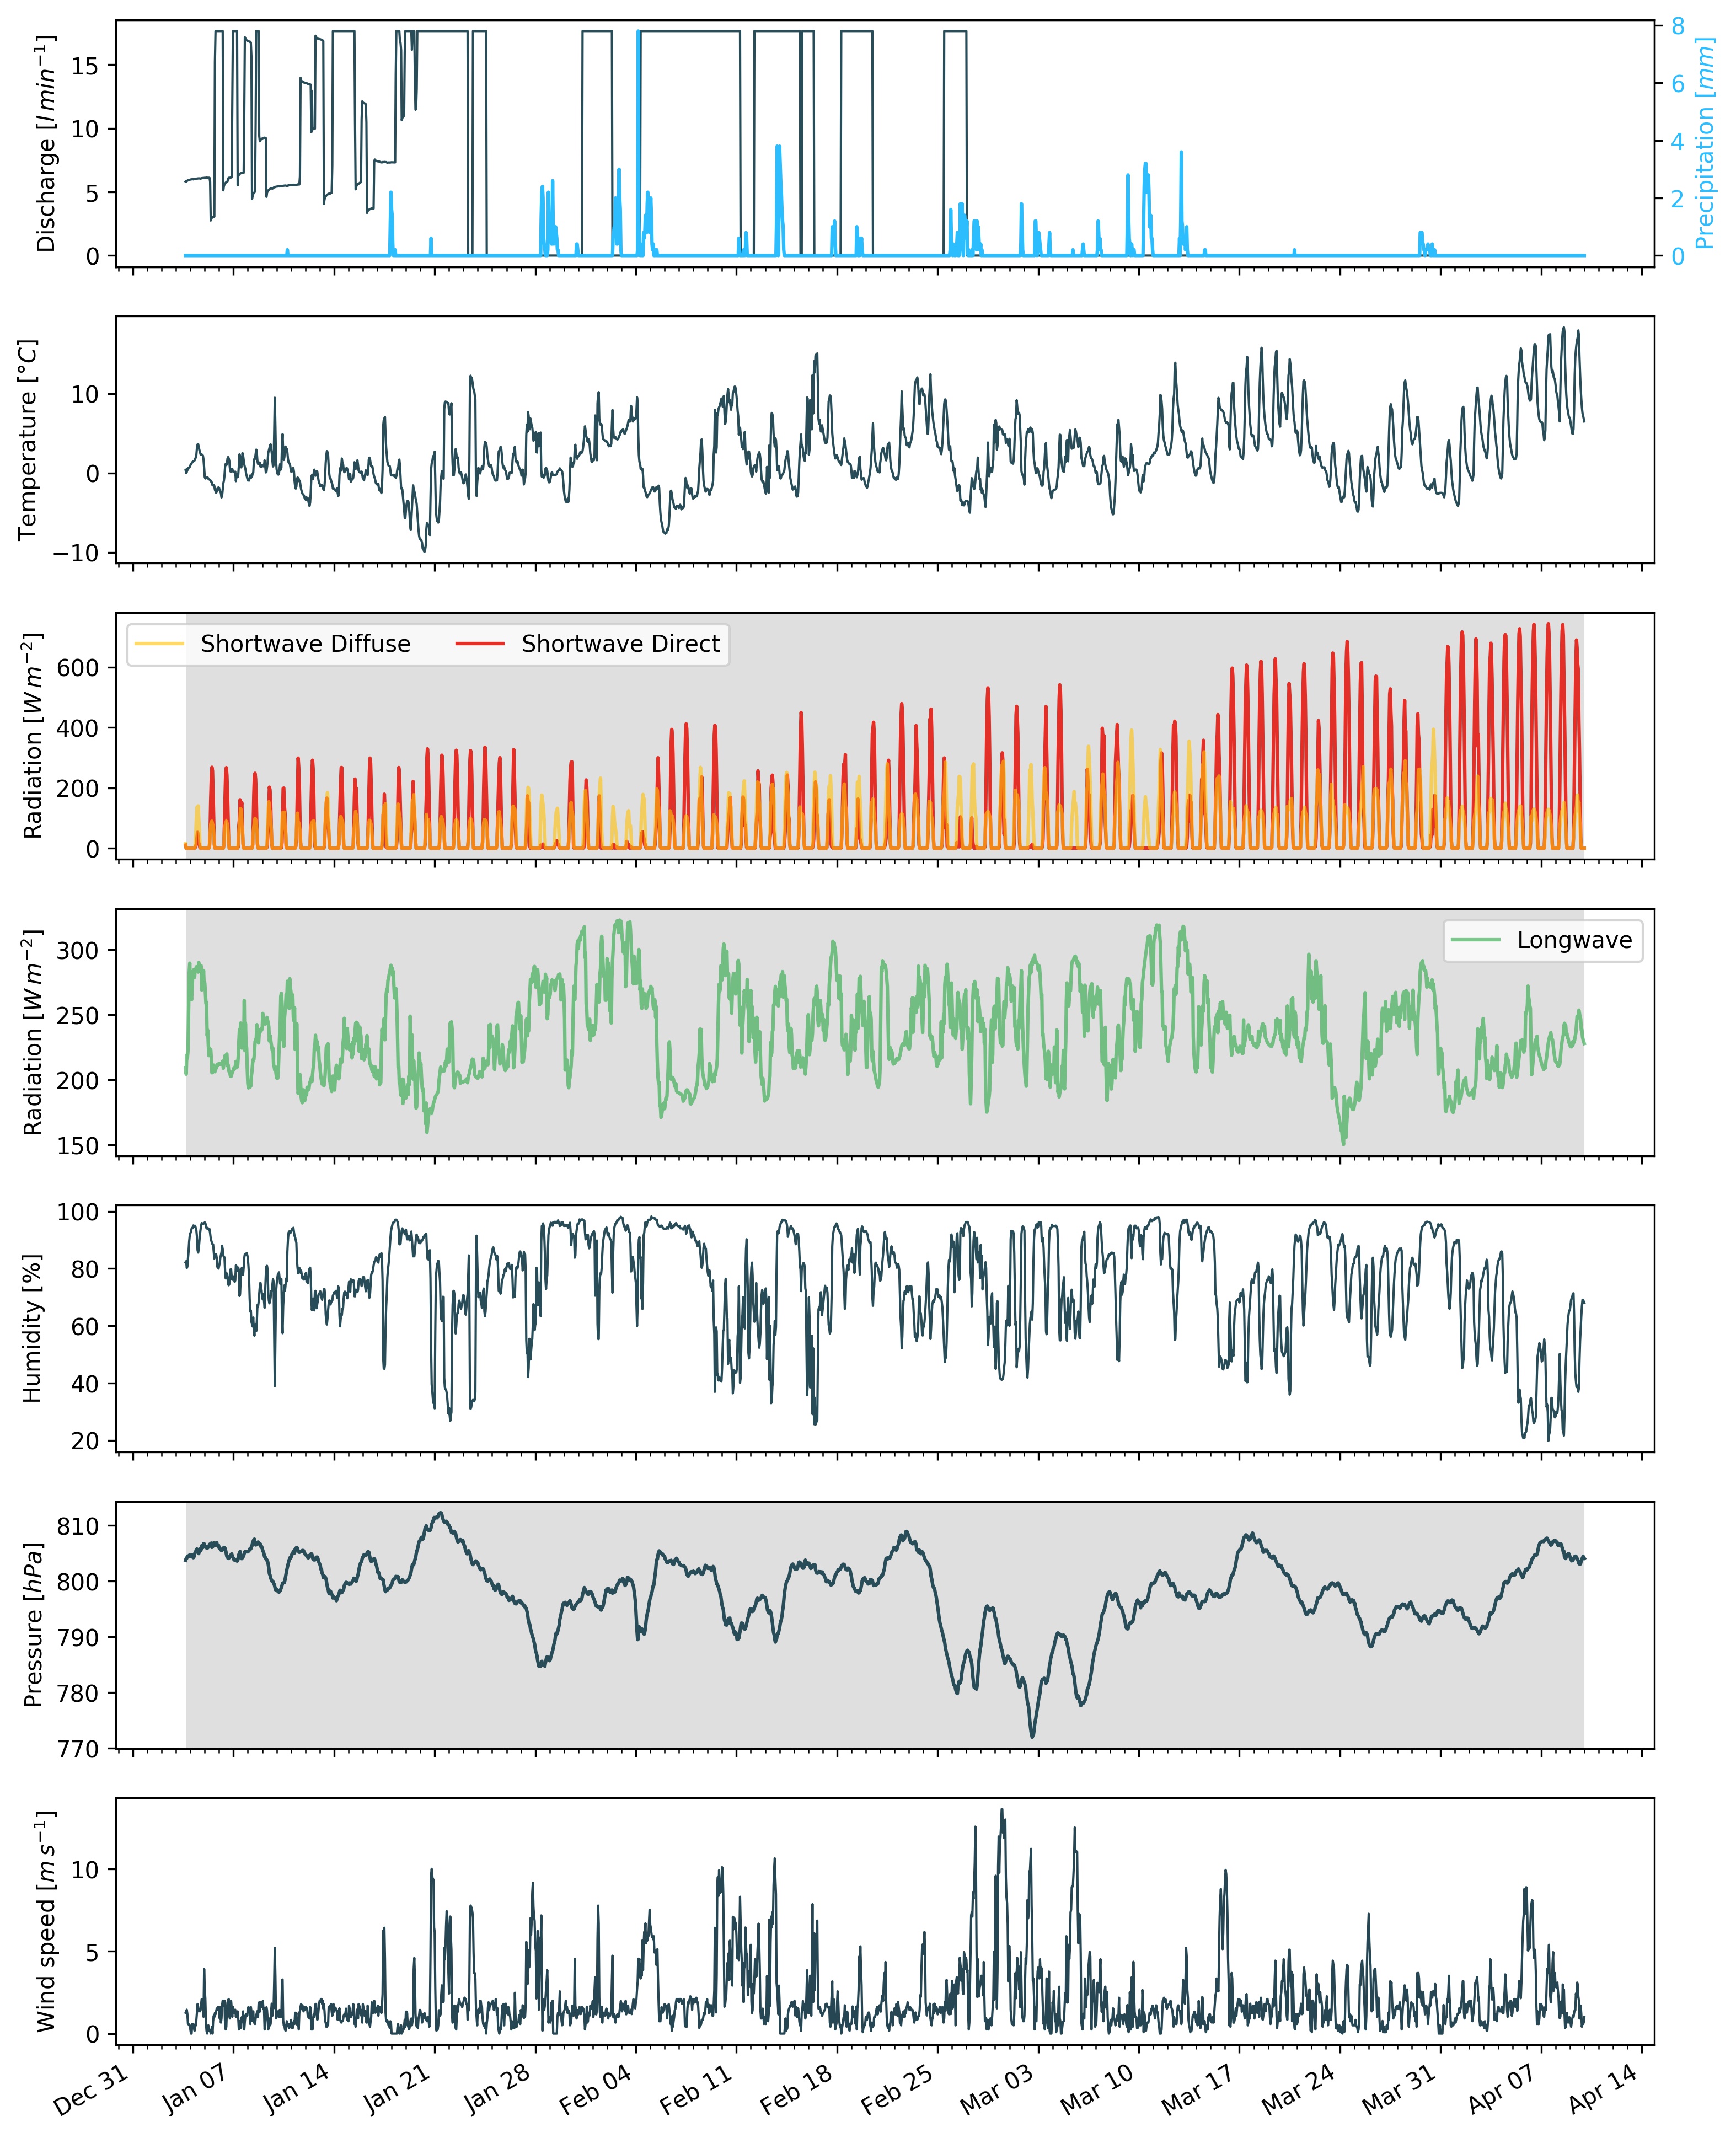 Discharge [l min⁻¹]
15
10
5
0
8
6
4
2
0
Precipitation [mm]
Temperature [°C]
10
0
−10
Radiation [W m⁻²]
600
400
200
0
Shortwave Diffuse
Shortwave Direct
Radiation [W m⁻²]
300
250
200
150
Longwave
Humidity [%]
100
80
60
40
20
Pressure [hPa]
810
800
790
780
770
Wind speed [m s⁻¹]
10
5
0
Dec 31
Jan 07
Jan 14
Jan 21
Jan 28
Feb 04
Feb 11
Feb 18
Feb 25
Mar 03
Mar 10
Mar 17
Mar 24
Mar 31
Apr 07
Apr 14